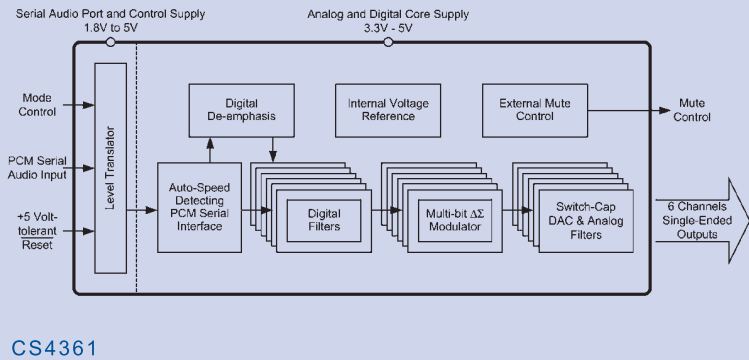 Serial Audio Port and Control Supply
1.8V to 5V
Analog and Digital Core Supply
3.3V - 5V
Mode
Control
PCM Serial
Audio Input
+5 Volt-
tolerant
Reset
Level Translator
Digital
De-emphasis
Internal Voltage
Reference
External Mute
Control
Mute
Control
Auto-Speed
Detecting
PCM Serial
Interface
Digital
Filters
Multi-bit ΔΣ
Modulator
Switch-Cap
DAC & Analog
Filters
6 Channels
Single-Ended
Outputs
CS4361